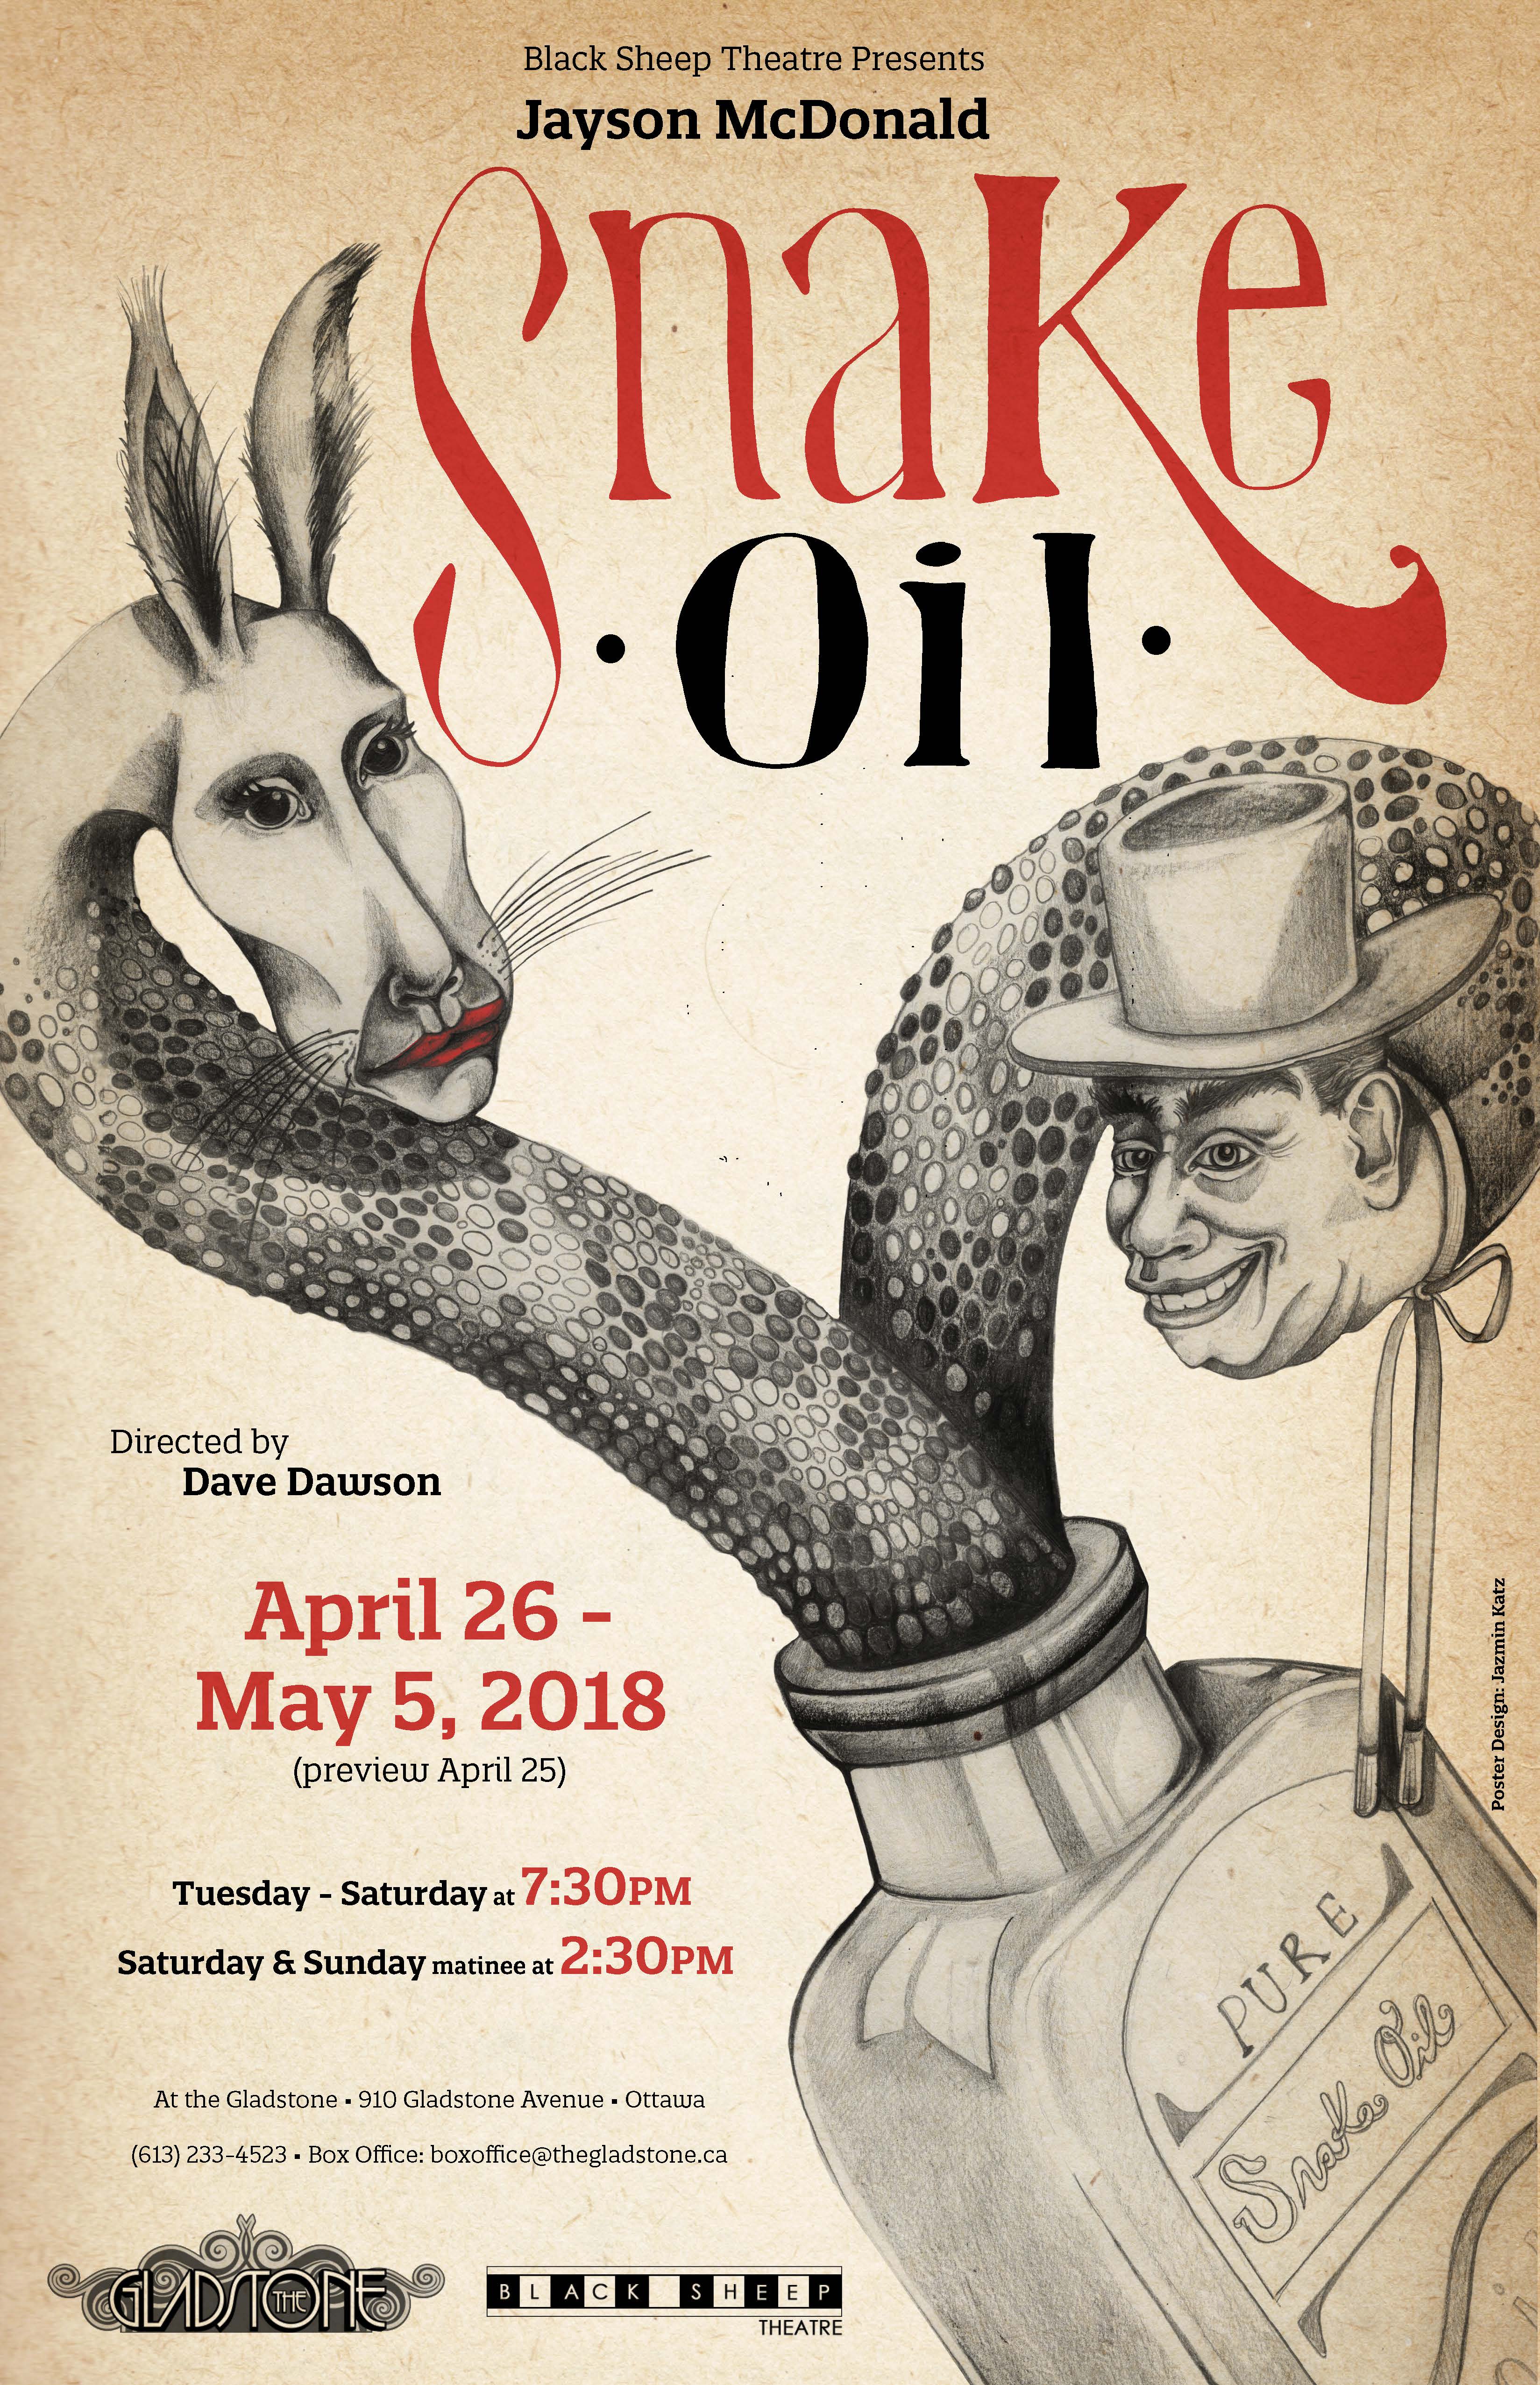 Black Sheep Theatre Presents
Jayson McDonald
Snake
• Oil •
Directed by
Dave Dawson
April 26 –
May 5, 2018
(preview April 25)
Tuesday - Saturday at 7:30PM
Saturday & Sunday matinee at 2:30PM
At the Gladstone ▪ 910 Gladstone Avenue ▪ Ottawa
(613) 233-4523 ▪ Box Office: boxoffice@thegladstone.ca
Poster Design: Jazmin Katz
PURE
Snake Oil
THE GLADSTONE
BLACK SHEEP
THEATRE